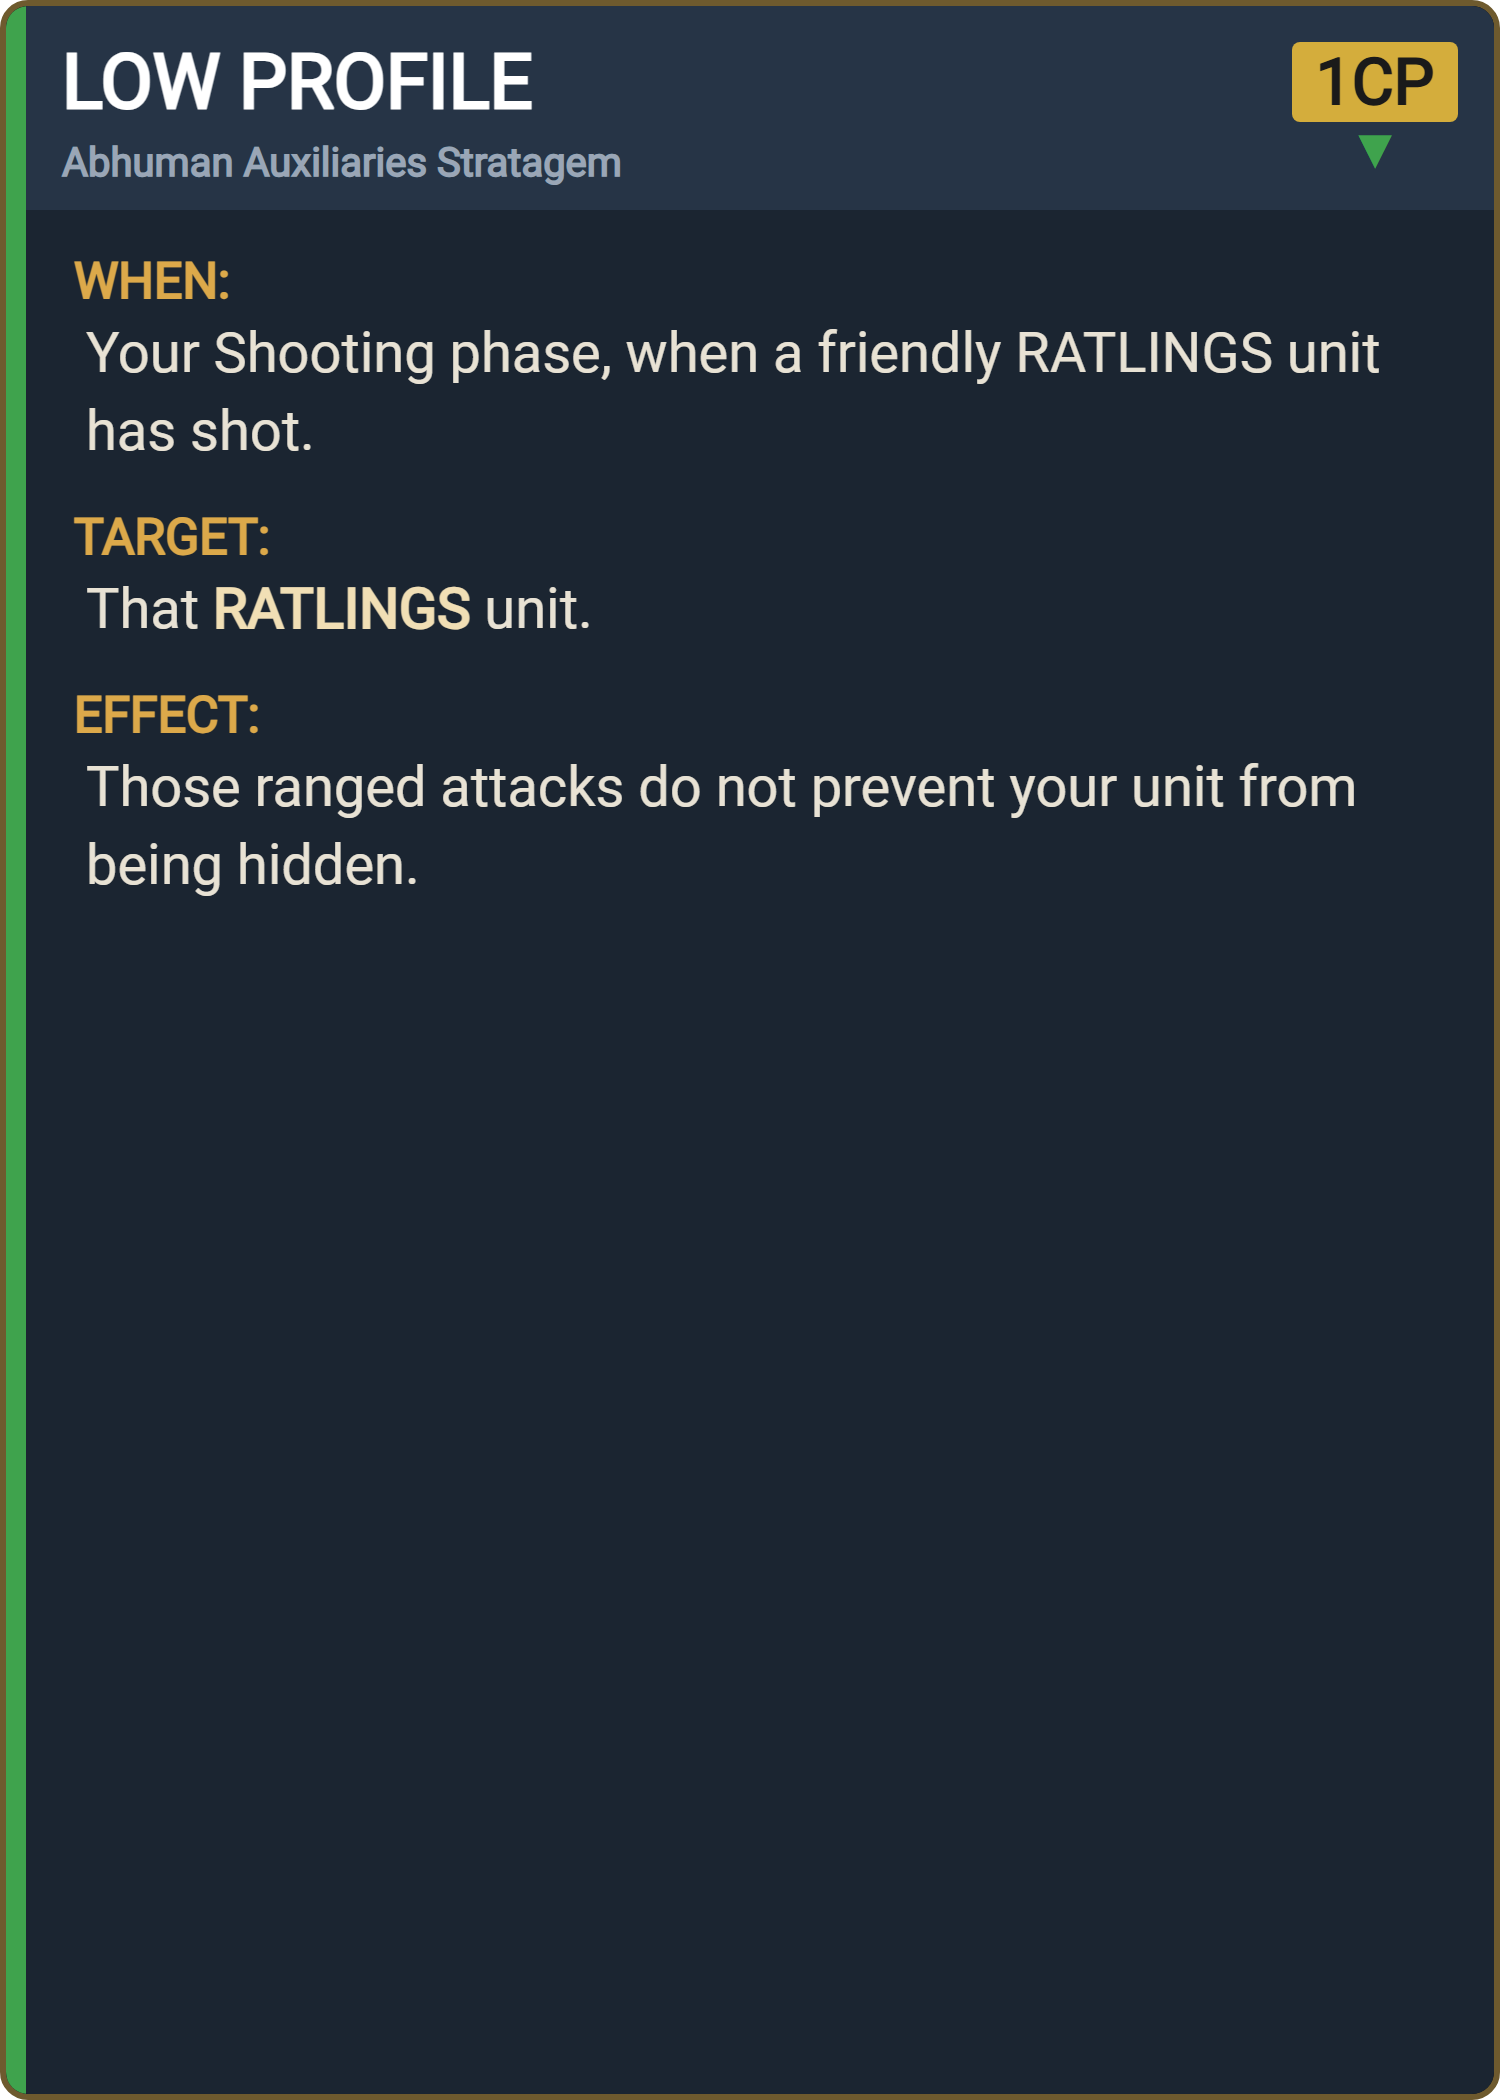 LOW PROFILE
1CP
Abhuman Auxiliaries Stratagem
WHEN:
Your Shooting phase, when a friendly RATLINGS unit
has shot.
TARGET:
That RATLINGS unit.
EFFECT:
Those ranged attacks do not prevent your unit from
being hidden.